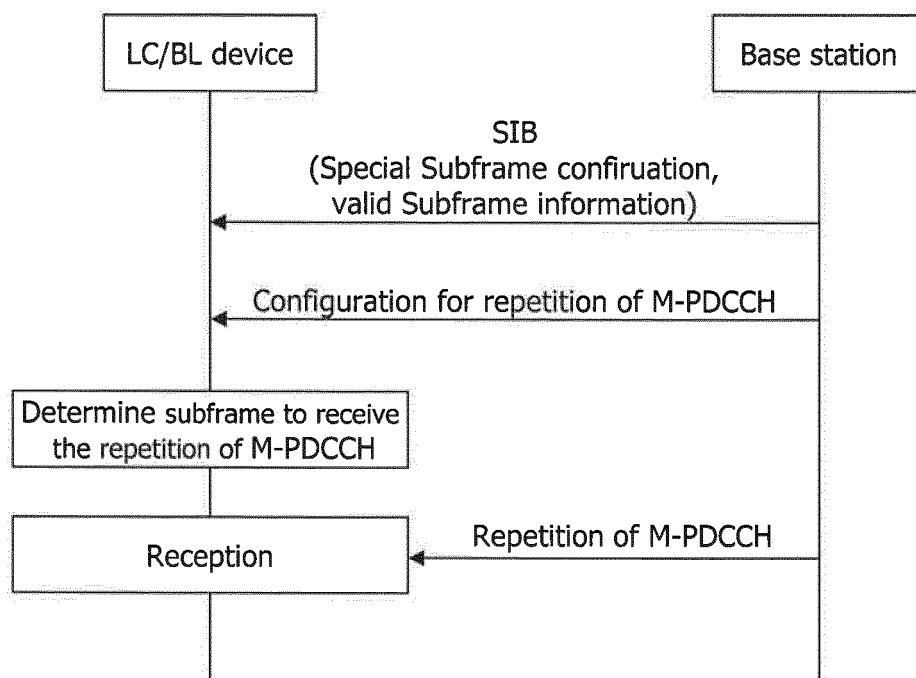 LC/BL device
Base station
SIB
(Special Subframe confiruation,
valid Subframe information)
Configuration for repetition of M-PDCCH
Determine subframe to receive
the repetition of M-PDCCH
Repetition of M-PDCCH
Reception